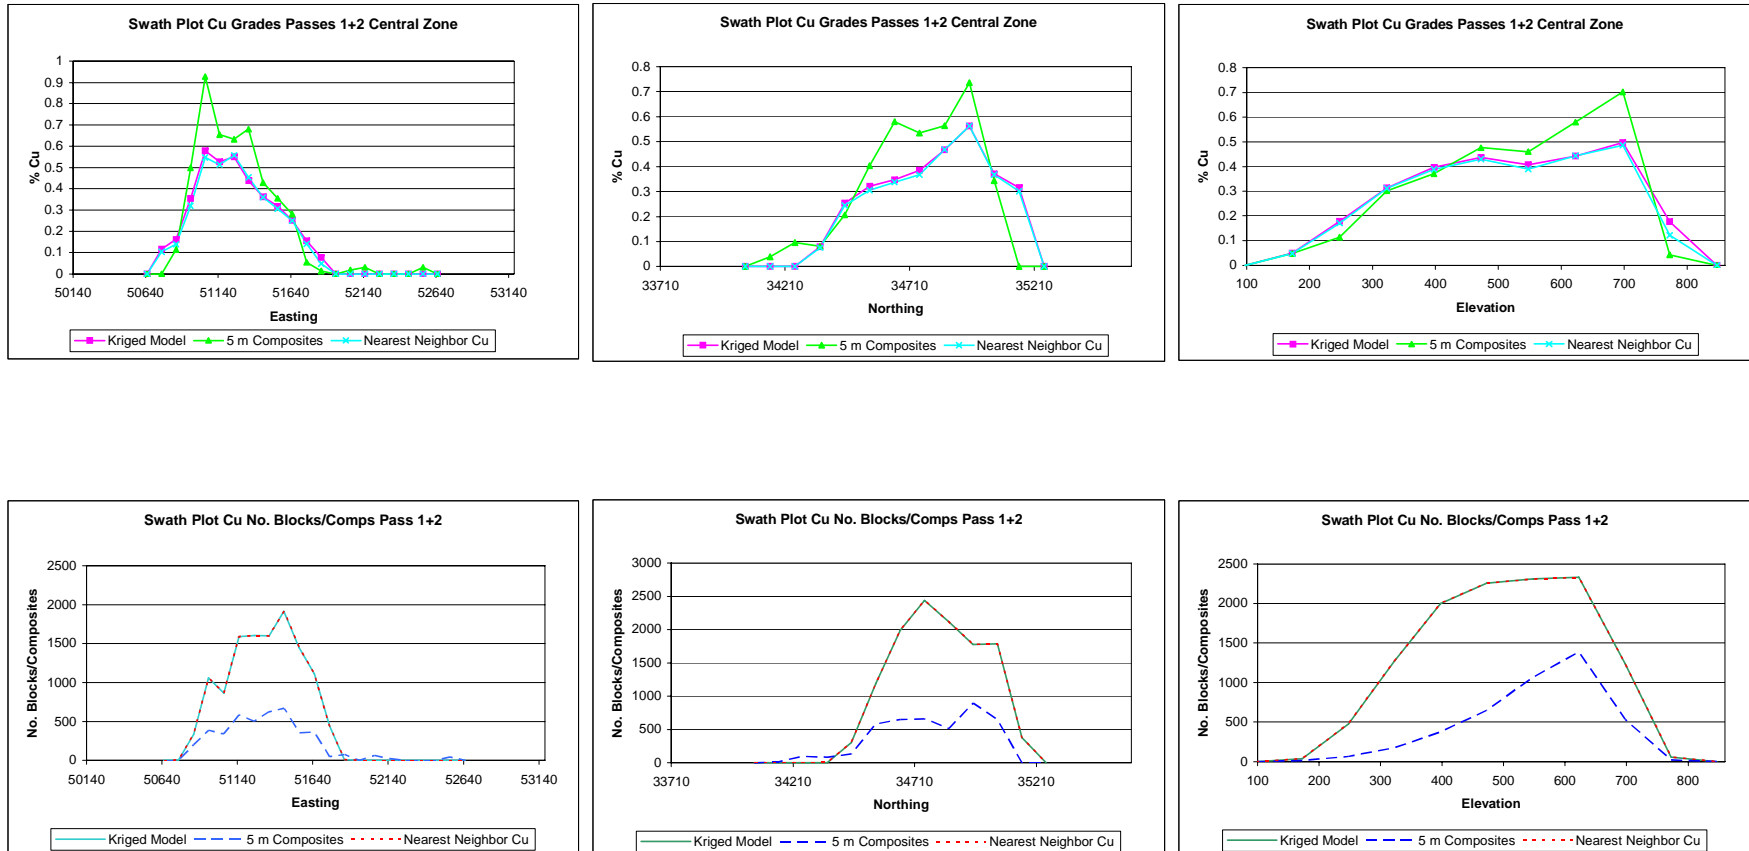 Swath Plot Cu Grades Passes 1+2 Central Zone
1
0.9
0.8
0.7
0.6
0.5
0.4
0.3
0.2
0.1
0
% Cu
50140 50640 51140 51640 52140 52640 53140
Easting
Kriged Model 5 m Composites Nearest Neighbor Cu
Swath Plot Cu Grades Passes 1+2 Central Zone
0.8
0.7
0.6
0.5
0.4
0.3
0.2
0.1
0
% Cu
33710 34210 34710 35210
Northing
Kriged Model 5 m Composites Nearest Neighbor Cu
Swath Plot Cu Grades Passes 1+2 Central Zone
0.8
0.7
0.6
0.5
0.4
0.3
0.2
0.1
0
% Cu
100 200 300 400 500 600 700 800
Elevation
Kriged Model 5 m Composites Nearest Neighbor Cu
Swath Plot Cu No. Blocks/Comps Pass 1+2
2500
2000
1500
1000
500
0
No. Blocks/Composites
50140 50640 51140 51640 52140 52640 53140
Easting
Kriged Model 5 m Composites Nearest Neighbor Cu
Swath Plot Cu No. Blocks/Comps Pass 1+2
3000
2500
2000
1500
1000
500
0
No. Blocks/Composites
33710 34210 34710 35210
Northing
Kriged Model 5 m Composites Nearest Neighbor Cu
Swath Plot Cu No. Blocks/Comps Pass 1+2
2500
2000
1500
1000
500
0
No. Blocks/Composites
100 200 300 400 500 600 700 800
Elevation
Kriged Model 5 m Composites Nearest Neighbor Cu